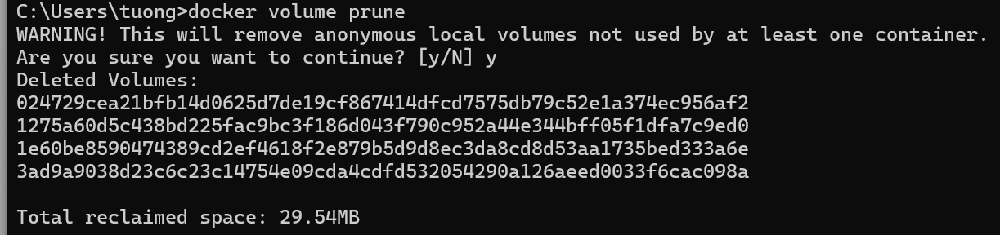 C:\Users\tuong>docker volume prune
WARNING! This will remove anonymous local volumes not used by at least one container.
Are you sure you want to continue? [y/N] y
Deleted Volumes:
024729cea21bfb14d0625d7de19cf867414dfcd7575db79c52e1a374ec956af2
1275a60d5c438bd225fac9bc3f186d043f790c952a44e344bff05f1dfa7c9ed0
1e60be8590474389cd2ef4618f2e879b5d9d8ec3da8cd8d53aa1735bed333a6e
3ad9a9038d23c6c23c14754e09cda4cdfd532054290a126aeed0033f6cac098a
Total reclaimed space: 29.54MB